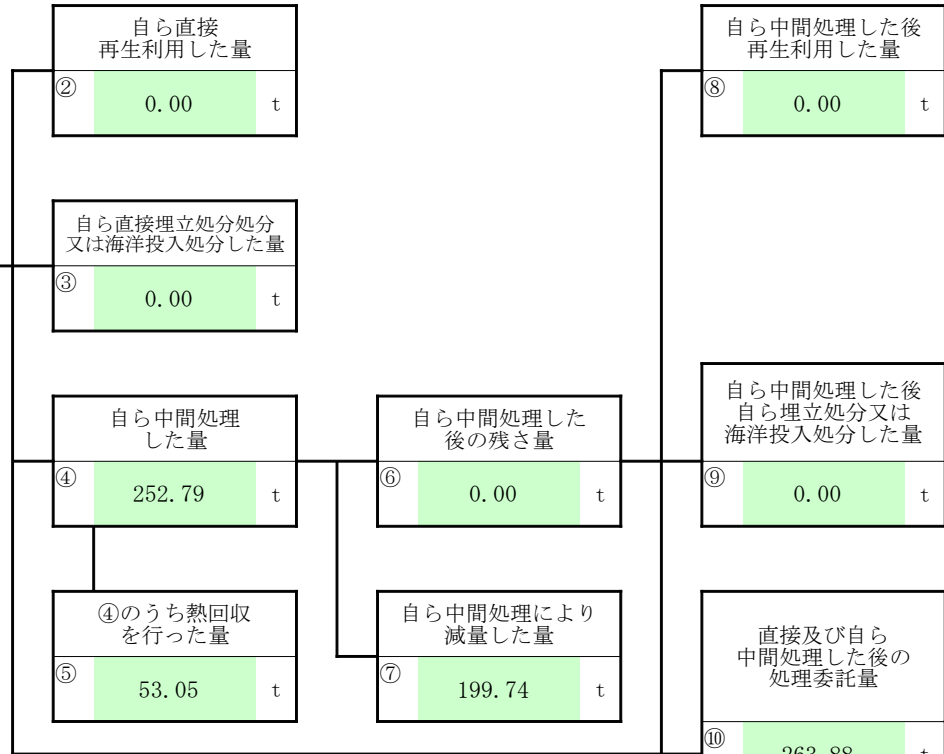 自ら直接
再生利用した量
② 0.00 t
自ら中間処理した後
再生利用した量
⑧ 0.00 t
自ら直接埋立処分処分
又は海洋投入処分した量
③ 0.00 t
自ら中間処理
した量
④ 252.79 t
自ら中間処理した
後の残さ量
⑥ 0.00 t
自ら中間処理した後
自ら埋立処分又は
海洋投入処分した量
⑨ 0.00 t
④のうち熱回収
を行った量
⑤ 53.05 t
自ら中間処理により
減量した量
⑦ 199.74 t
直接及び自ら
中間処理した後の
処理委託量
⑩ 263.88 t